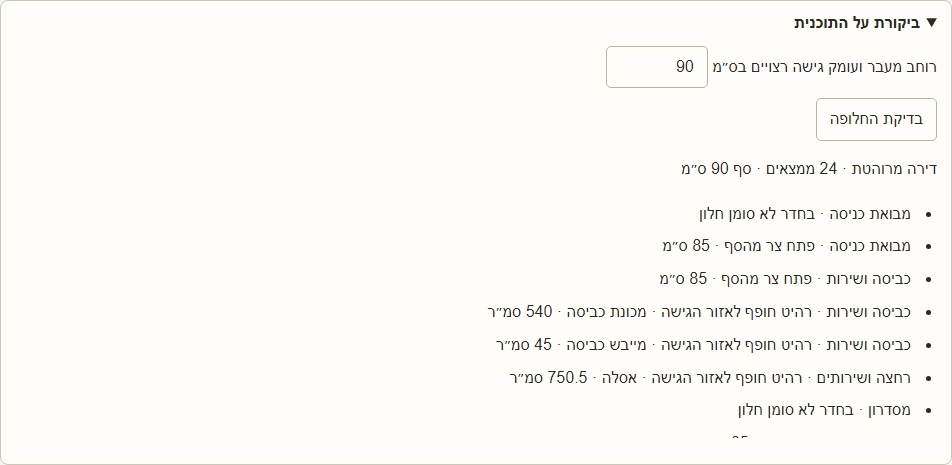 ▼ ביקורת על התוכנית
רוחב מעבר ועומק גישה רצויים בס״מ 90
בדיקת החלופה
דירה מרוהטת · 24 ממצאים · סף 90 ס״מ
• מבואת כניסה · בחדר לא סומן חלון
• מבואת כניסה · פתח צר מהסף · 85 ס״מ
• כביסה ושירות · פתח צר מהסף · 85 ס״מ
• כביסה ושירות · רהיט חופף לאזור הגישה · מכונת כביסה · 540 סמ״ר
• כביסה ושירות · רהיט חופף לאזור הגישה · מייבש כביסה · 45 סמ״ר
• רחצה ושירותים · רהיט חופף לאזור הגישה · אסלה · 750.5 סמ״ר
• מסדרון · בחדר לא סומן חלון